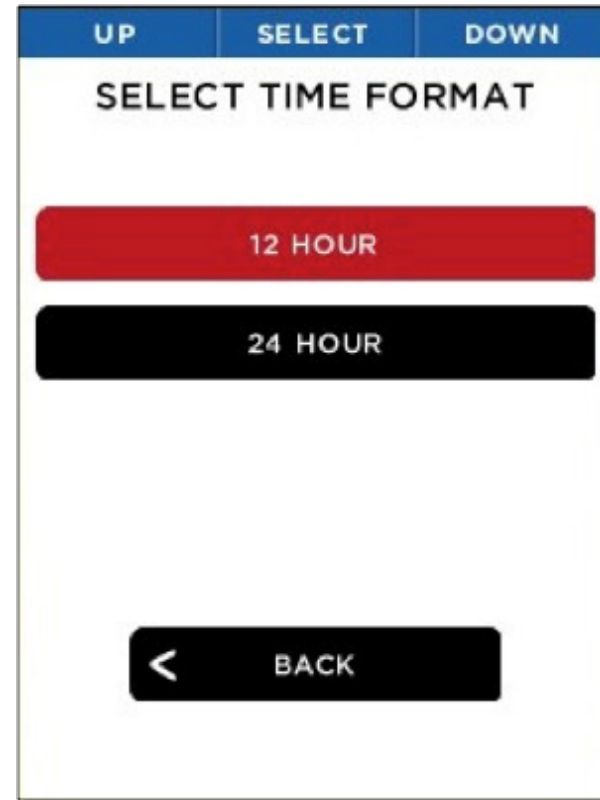 UP SELECT DOWN
SELECT TIME FORMAT
12 HOUR
24 HOUR
< BACK